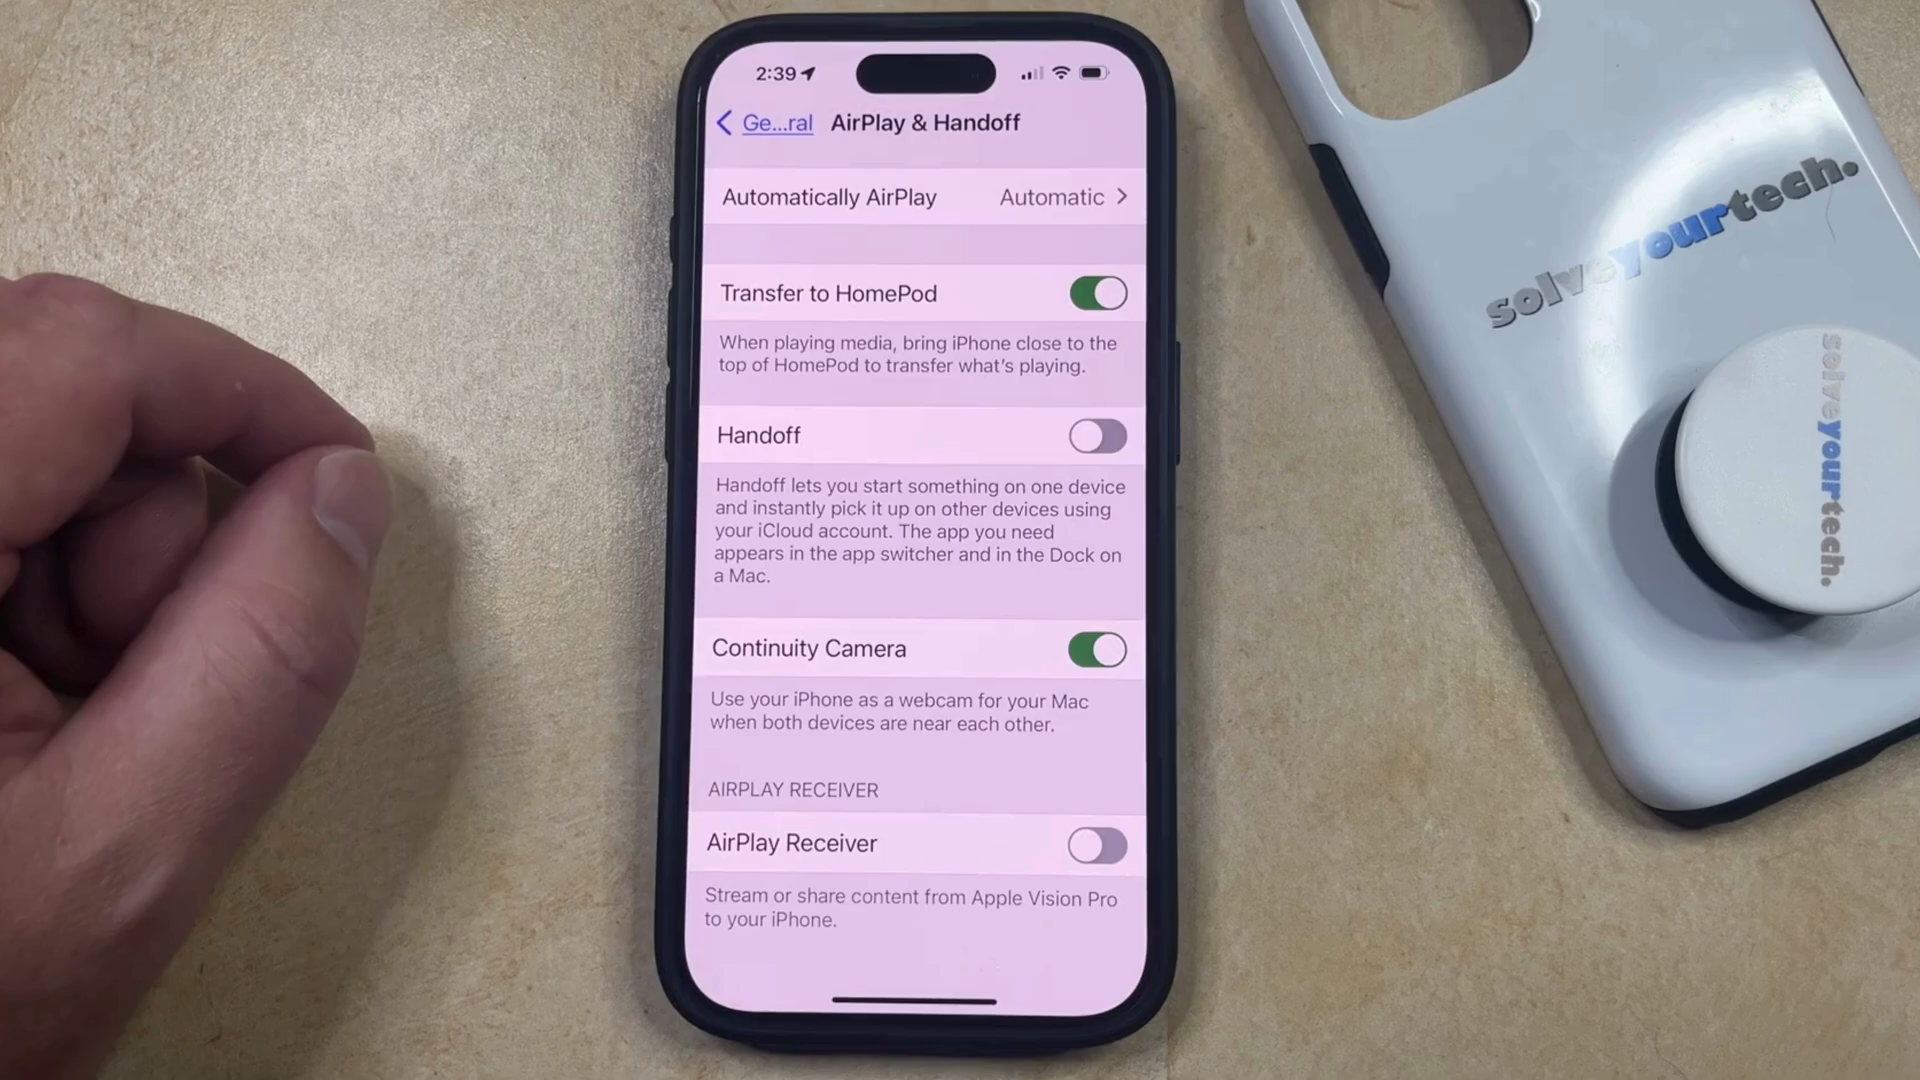 2:39
Ge...ral
AirPlay & Handoff
Automatically AirPlay
Automatic
Transfer to HomePod
When playing media, bring iPhone close to the
top of HomePod to transfer what's playing.
Handoff
Handoff lets you start something on one device
and instantly pick it up on other devices using
your iCloud account. The app you need
appears in the app switcher and in the Dock on
a Mac.
Continuity Camera
Use your iPhone as a webcam for your Mac
when both devices are near each other.
AIRPLAY RECEIVER
AirPlay Receiver
Stream or share content from Apple Vision Pro
to your iPhone.
solveyourtech.
solveyourtech.